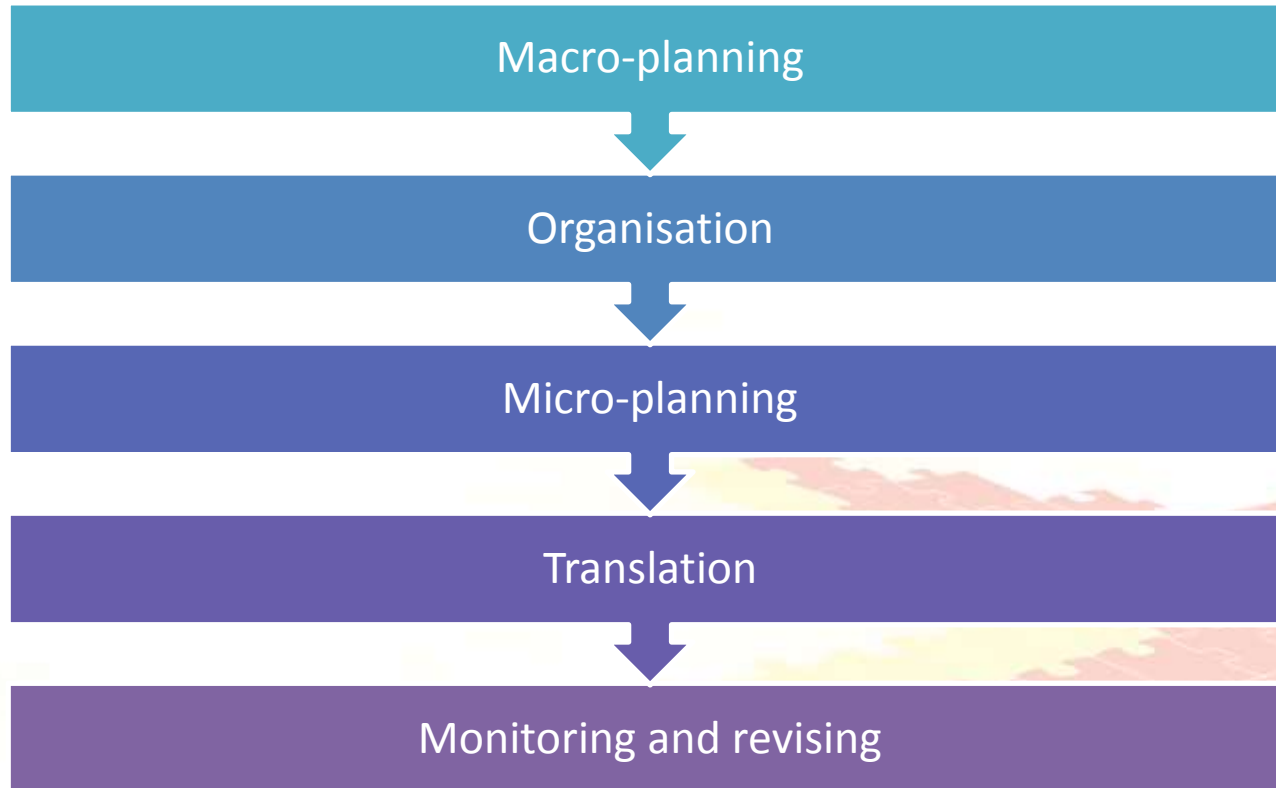 Macro-planning
Organisation
Micro-planning
Translation
Monitoring and revising